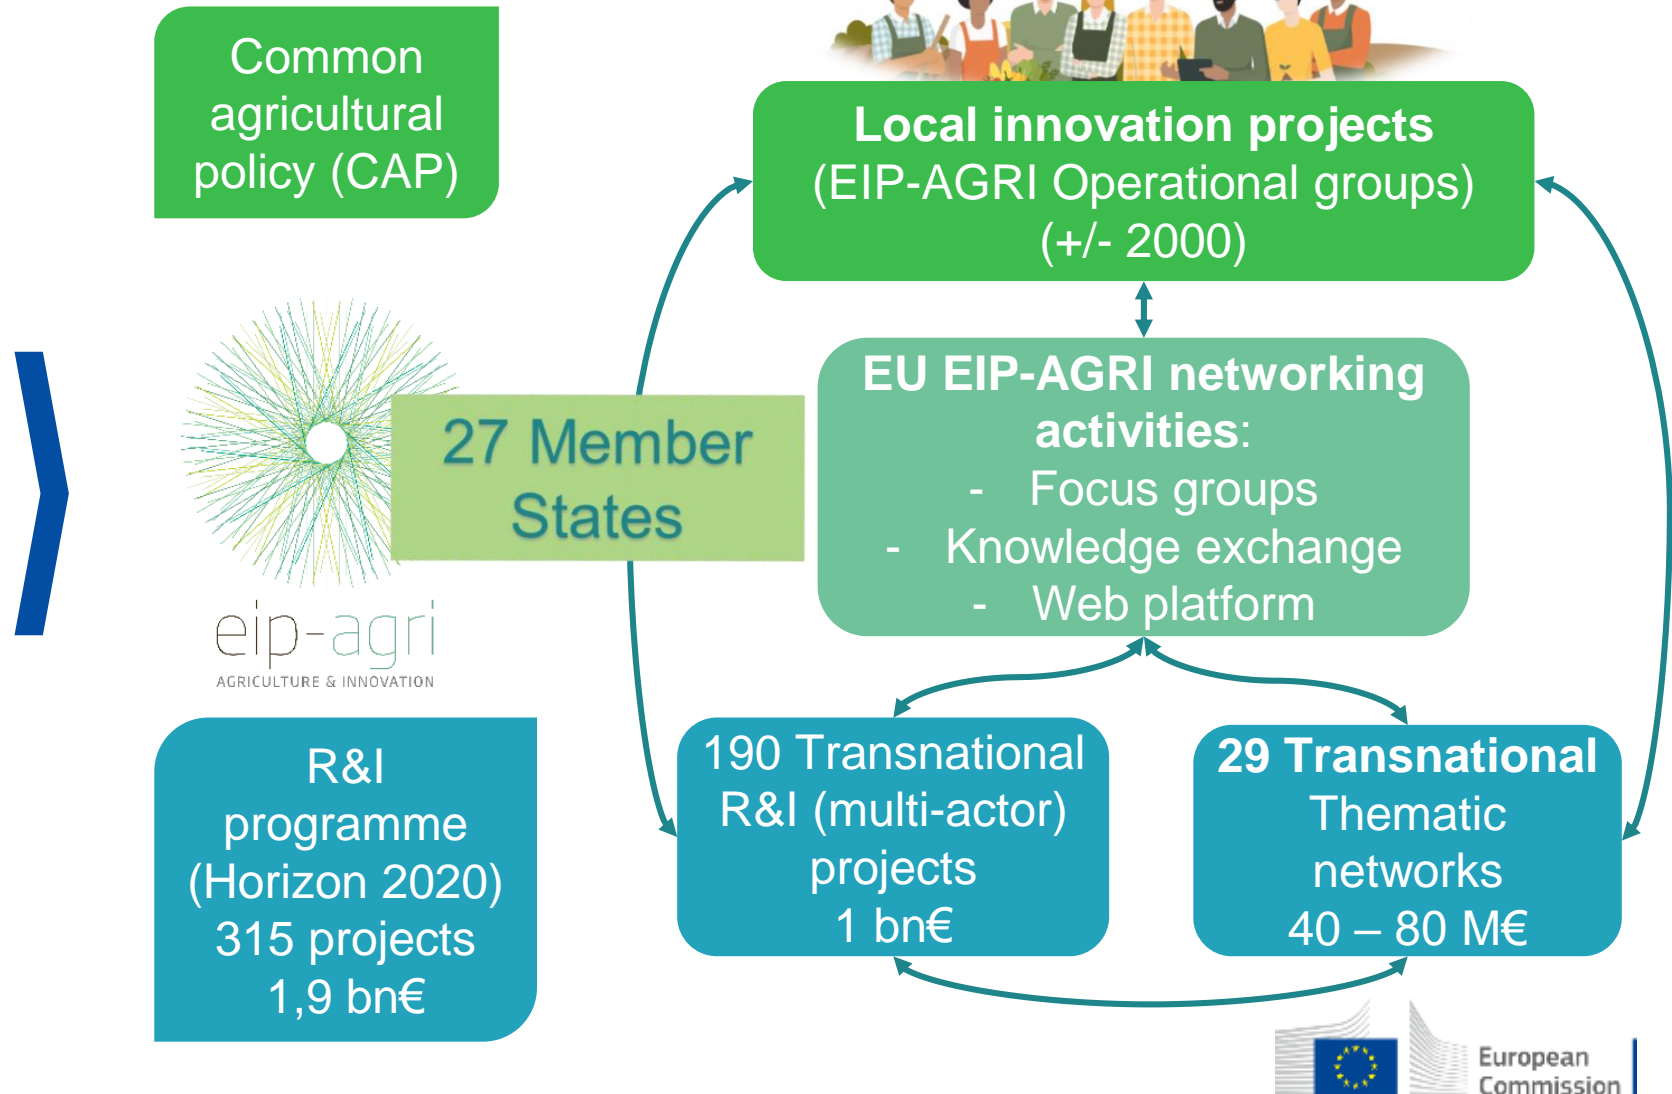 Common
agricultural
policy (CAP)
Local innovation projects
(EIP-AGRI Operational groups)
(+/- 2000)
27 Member
States
eip-agri
AGRICULTURE & INNOVATION
EU EIP-AGRI networking
activities:
- Focus groups
- Knowledge exchange
- Web platform
R&I
programme
(Horizon 2020)
315 projects
1,9 bn€
190 Transnational
R&I (multi-actor)
projects
1 bn€
29 Transnational
Thematic
networks
40 – 80 M€
European
Commission